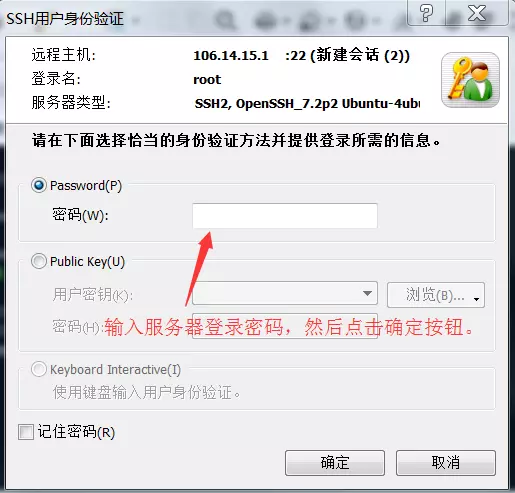 SSH用户身份验证
远程主机: 106.14.15.1 :22 (新建会话 (2))
登录名: root
服务器类型: SSH2, OpenSSH_7.2p2 Ubuntu-4ubu
请在下面选择恰当的身份验证方法并提供登录所需的信息。
Password(P)
密码(W):
Public Key(U)
用户密钥(K): 浏览(B)...
密码(H):
输入服务器登录密码，然后点击确定按钮。
Keyboard Interactive(I)
使用键盘输入用户身份验证。
记住密码(R)
确定 取消